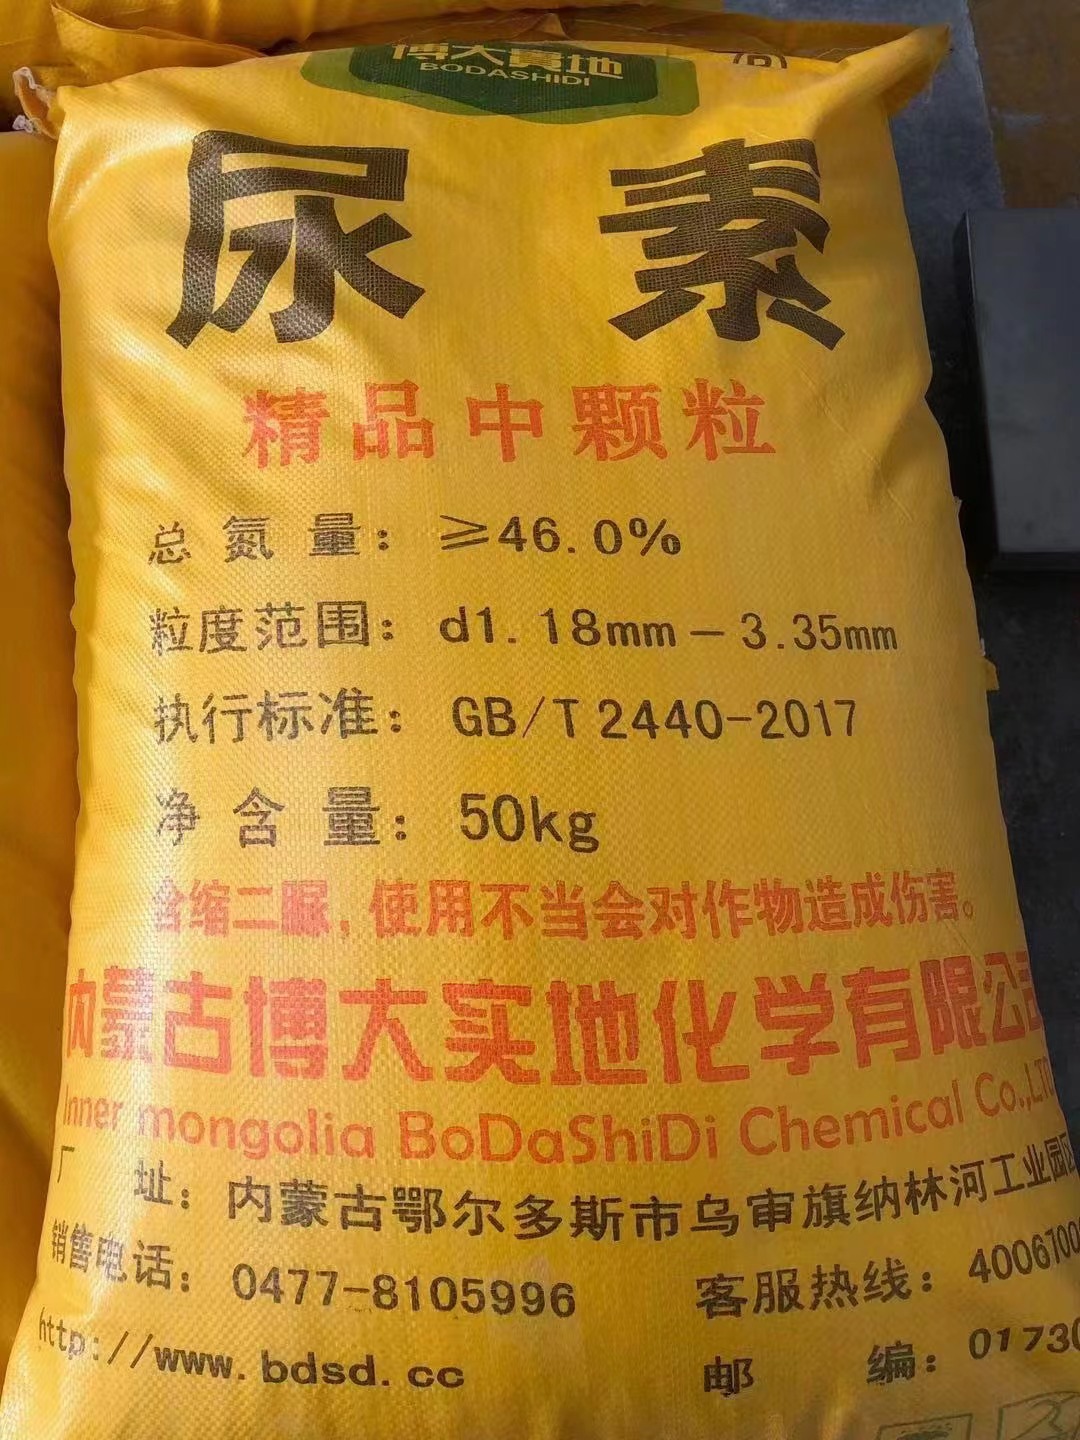 博大實地
BODASHIDI
尿素
精品中颗粒
总氮量：≥46.0%
粒度范围：d1.18mm－3.35mm
执行标准：GB/T2440-2017
净含量：50kg
含缩二脲，使用不当会对作物造成伤害。
内蒙古博大实地化学有限公司
Inner mongolia BoDaShiDi Chemical Co.,LTD
厂址：内蒙古鄂尔多斯市乌审旗纳林河工业园区
销售电话：0477-8105996 客服热线：4006700
http://www.bdsd.cc 邮编：01730